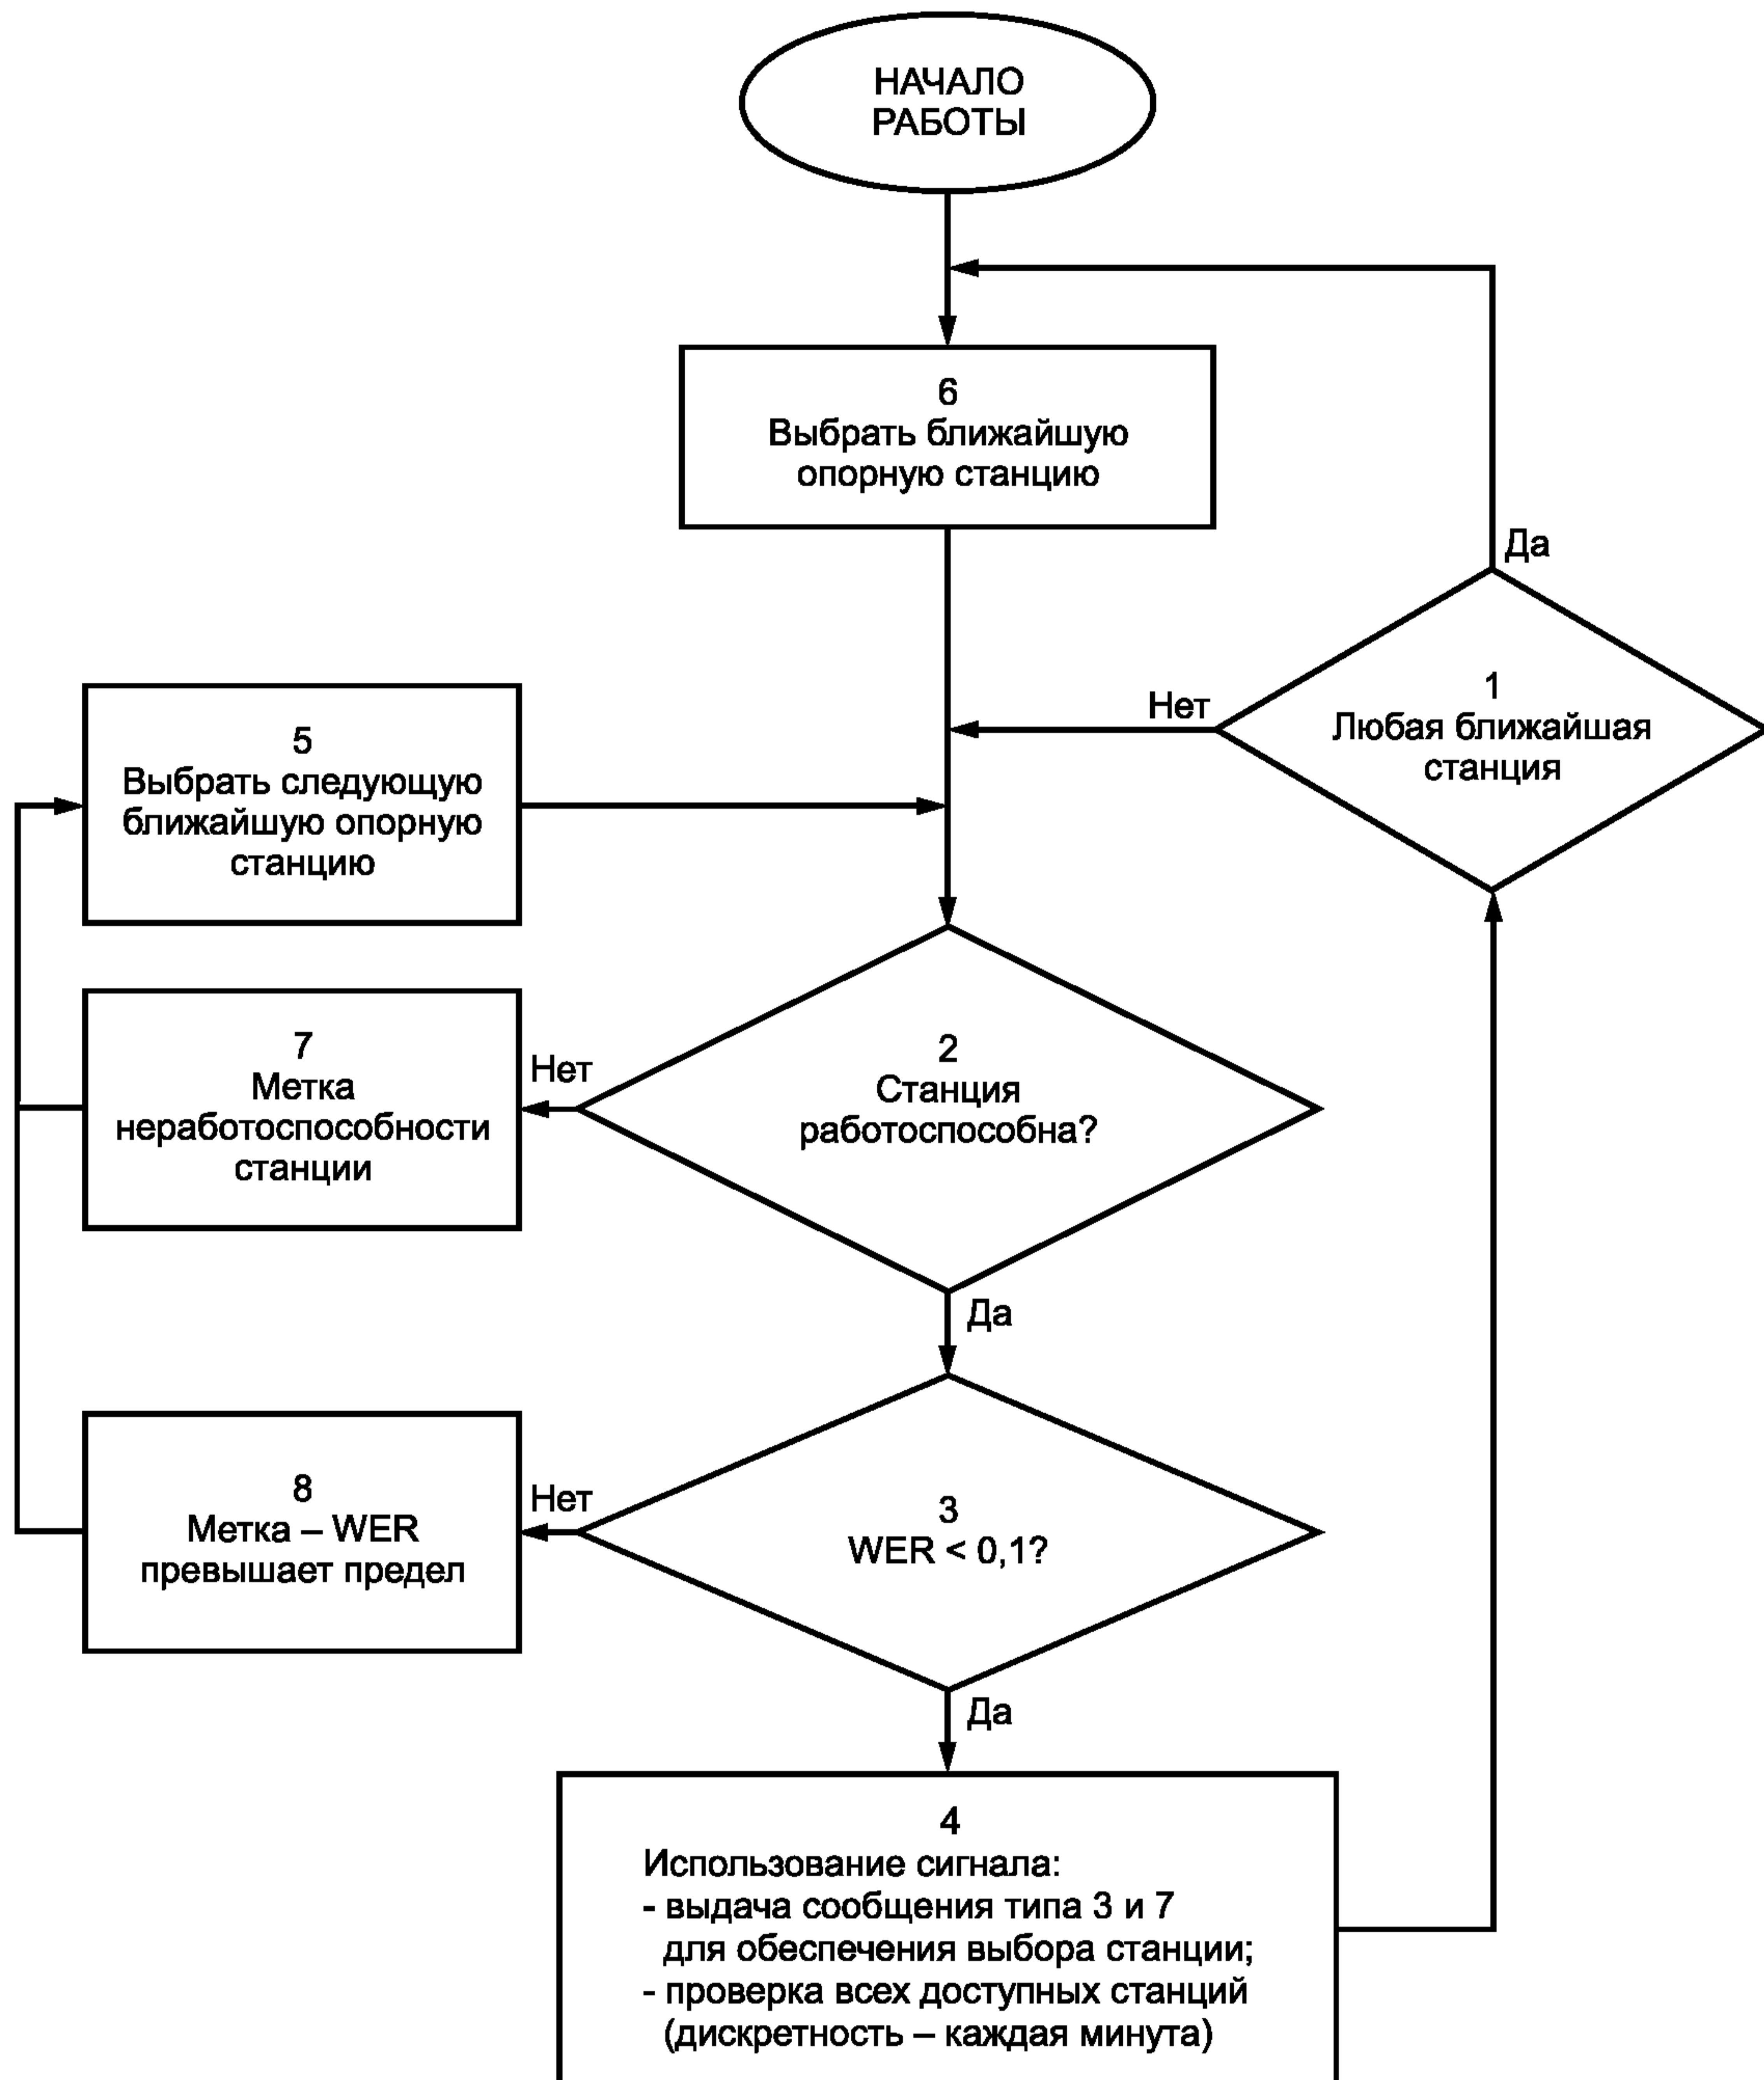 НАЧАЛО
РАБОТЫ
6
Выбрать ближайшую
опорную станцию
Да
1
Любая ближайшая
станция
Нет
5
Выбрать следующую
ближайшую опорную
станцию
7
Метка
неработоспособности
станции
Нет
2
Станция
работоспособна?
Да
8
Метка – WER
превышает предел
Нет
3
WER < 0,1?
Да
4
Использование сигнала:
- выдача сообщения типа 3 и 7
для обеспечения выбора станции;
- проверка всех доступных станций
(дискретность – каждая минута)